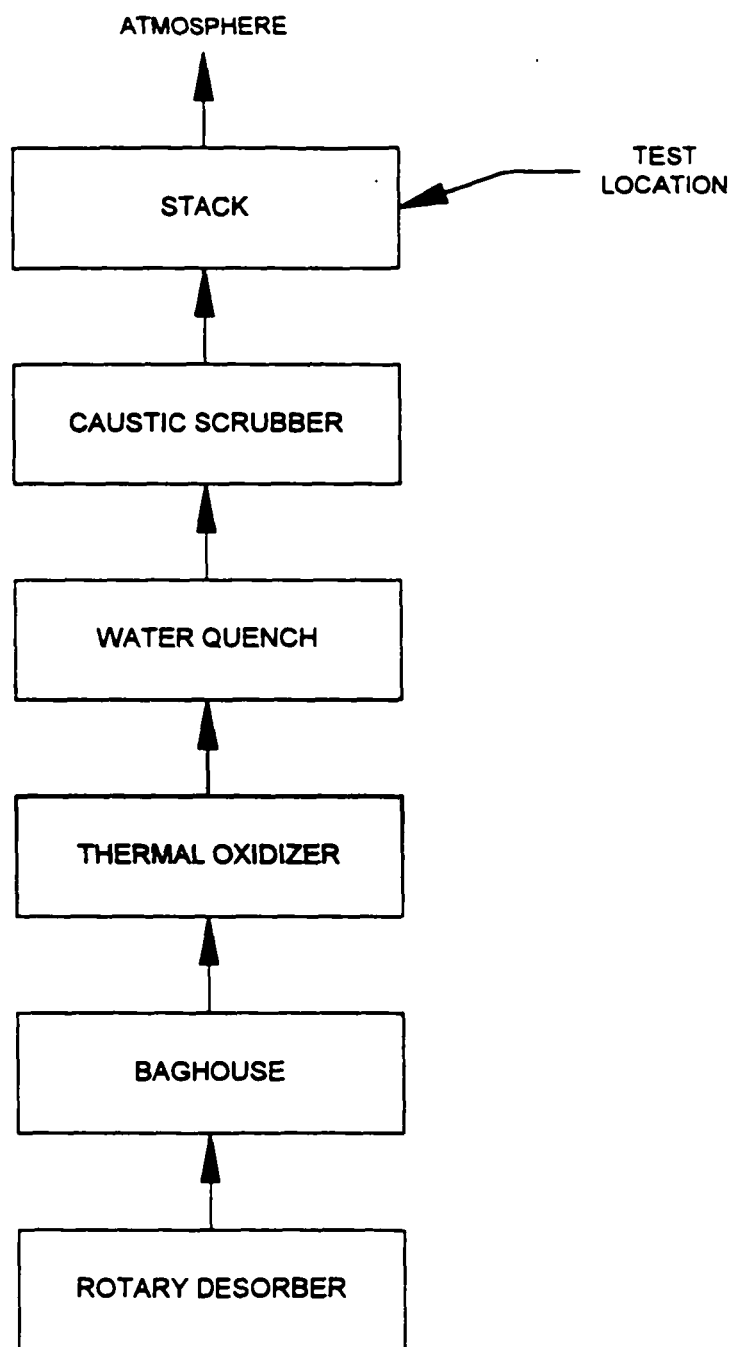 ATMOSPHERE
STACK
TEST
LOCATION
CAUSTIC SCRUBBER
WATER QUENCH
THERMAL OXIDIZER
BAGHOUSE
ROTARY DESORBER